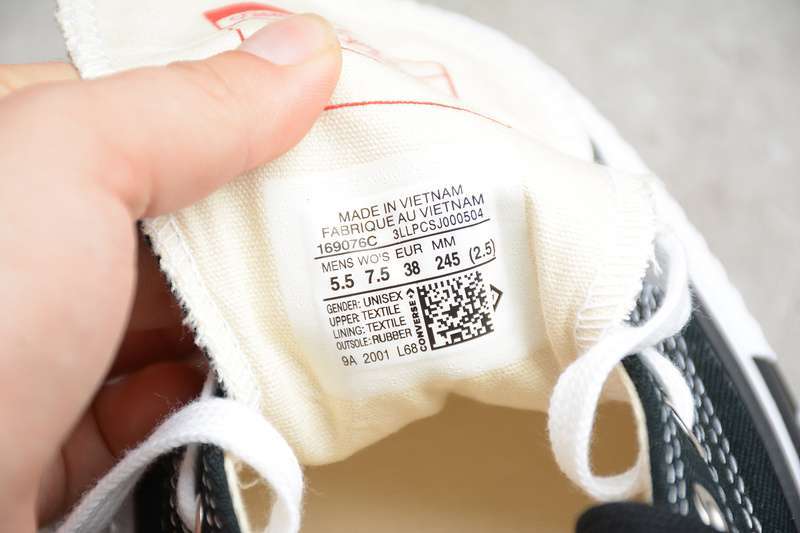 MADE IN VIETNAM
FABRIQUE AU VIETNAM
169076C 3LLPCSJ000504
MENS WO'S EUR MM
5.5 7.5 38 245 (2.5)
GENDER: UNISEX
UPPER: TEXTILE
LINING: TEXTILE
OUTSOLE: RUBBER
CONVERSE
9A 2001 L68